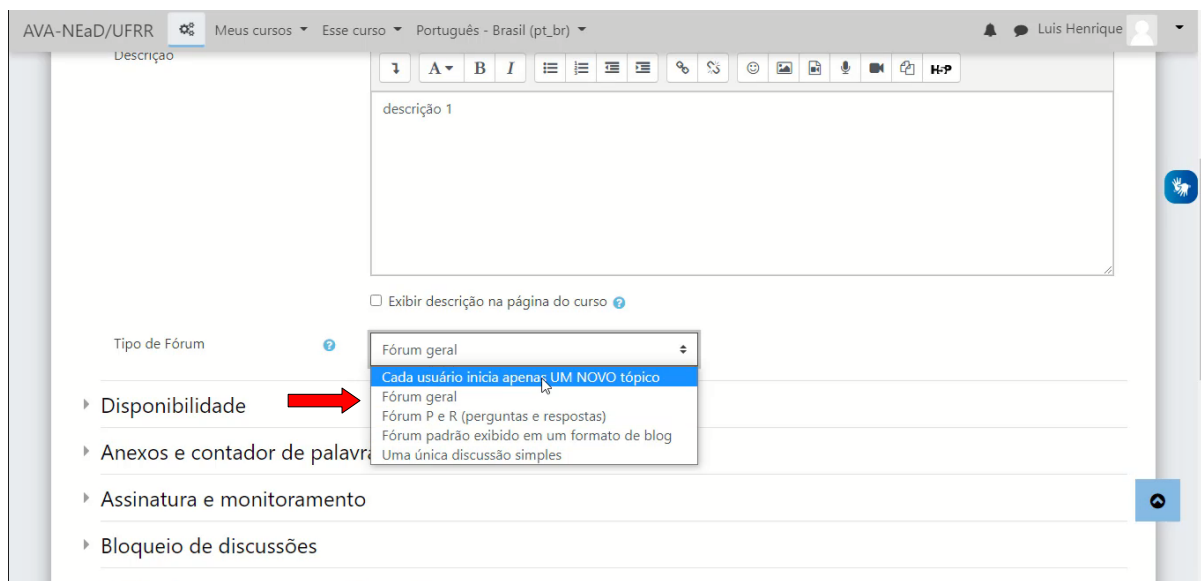 AVA-NEaD/UFRR Meus cursos Esse curso Português - Brasil (pt_br) Luis Henrique
Descrição
A B I H-P
descrição 1
Exibir descrição na página do curso
Tipo de Fórum
Fórum geral
Cada usuário inicia apenas UM NOVO tópico
Fórum geral
Fórum P e R (perguntas e respostas)
Fórum padrão exibido em um formato de blog
Uma única discussão simples
Disponibilidade
Anexos e contador de palavra
Assinatura e monitoramento
Bloqueio de discussões